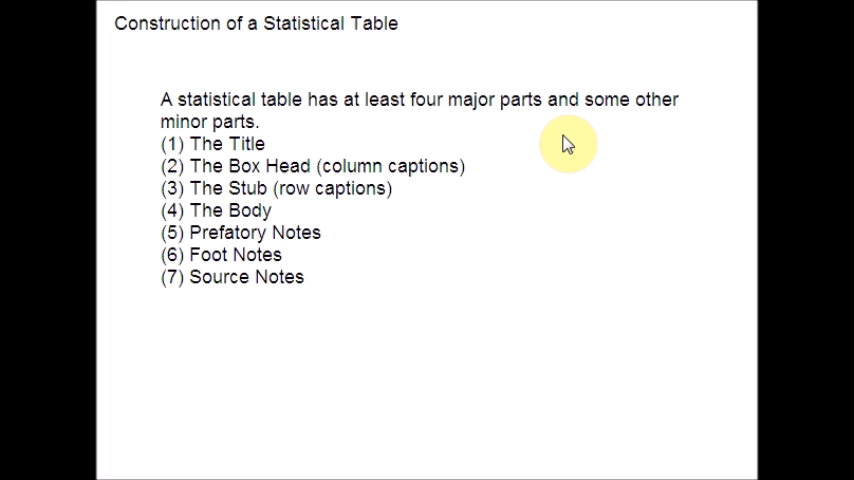 Construction of a Statistical Table
A statistical table has at least four major parts and some other
minor parts.
(1) The Title
(2) The Box Head (column captions)
(3) The Stub (row captions)
(4) The Body
(5) Prefatory Notes
(6) Foot Notes
(7) Source Notes